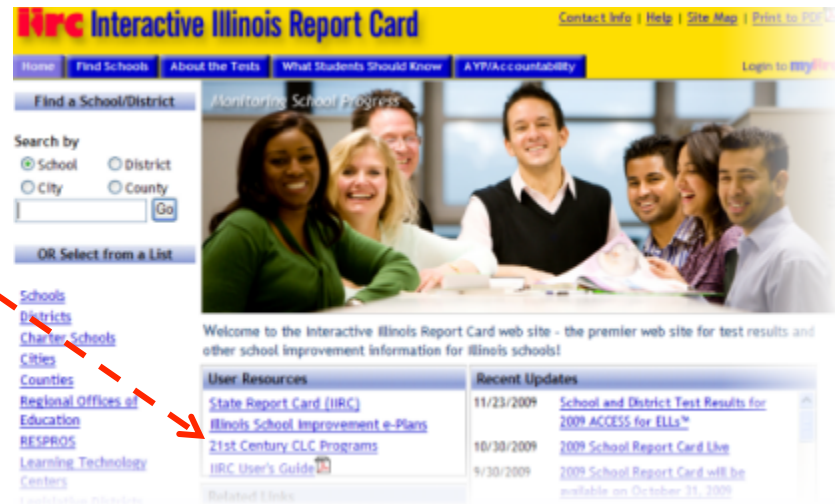 iirc Interactive Illinois Report Card
Contact Info | Help | Site Map | Print to PDF
Home Find Schools About the Tests What Students Should Know AYP/Accountability Login to
Find a School/District
Monitoring School Progress
Search by
School District
City County
Go
OR Select from a List
Schools
Districts
Charter Schools
Cities
Counties
Regional Offices of
Education
RESPROS
Learning Technology
Centers
Legislative Districts
Welcome to the Interactive Illinois Report Card web site - the premier web site for test results and
other school improvement information for Illinois schools!
User Resources
State Report Card (IIRC)
Illinois School Improvement e-Plans
21st Century CLC Programs
IIRC User's Guide
Related Links
Recent Updates
11/23/2009 School and District Test Results for
2009 ACCESS for ELLs™
10/30/2009 2009 School Report Card Live
9/30/2009 2009 School Report Card will be
available on October 31, 2009